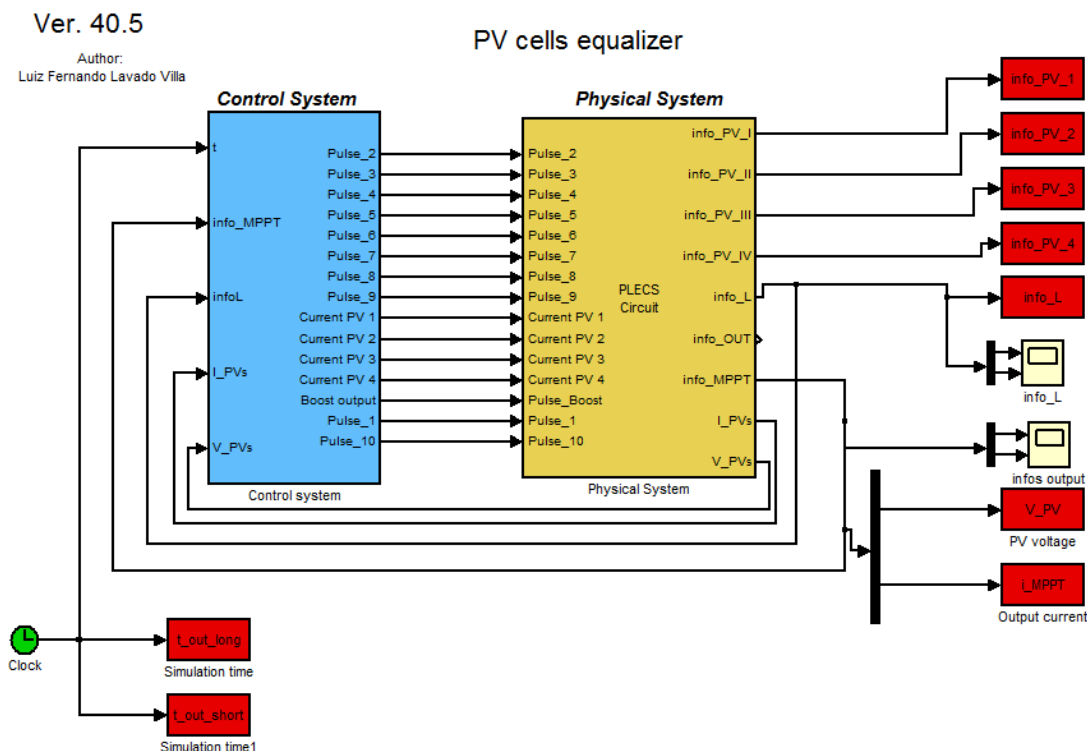 Ver. 40.5
Author:
Luiz Fernando Lavado Villa
PV cells equalizer
Control System
t
info_MPPT
infoL
I_PVs
V_PVs
Pulse_2
Pulse_3
Pulse_4
Pulse_5
Pulse_6
Pulse_7
Pulse_8
Pulse_9
Current PV 1
Current PV 2
Current PV 3
Current PV 4
Boost output
Pulse_1
Pulse_10
Control system
Physical System
Pulse_2
Pulse_3
Pulse_4
Pulse_5
Pulse_6
Pulse_7
Pulse_8
Pulse_9
Current PV 1
Current PV 2
Current PV 3
Current PV 4
Pulse_Boost
Pulse_1
Pulse_10
PLECS
Circuit
info_PV_I
info_PV_II
info_PV_III
info_PV_IV
info_L
info_OUT
info_MPPT
I_PVs
V_PVs
Physical System
info_PV_1
info_PV_2
info_PV_3
info_PV_4
info_L
info_L
infos output
V_PV
PV voltage
I_MPPT
Output current
Clock
t_out_long
Simulation time
t_out_short
Simulation time1